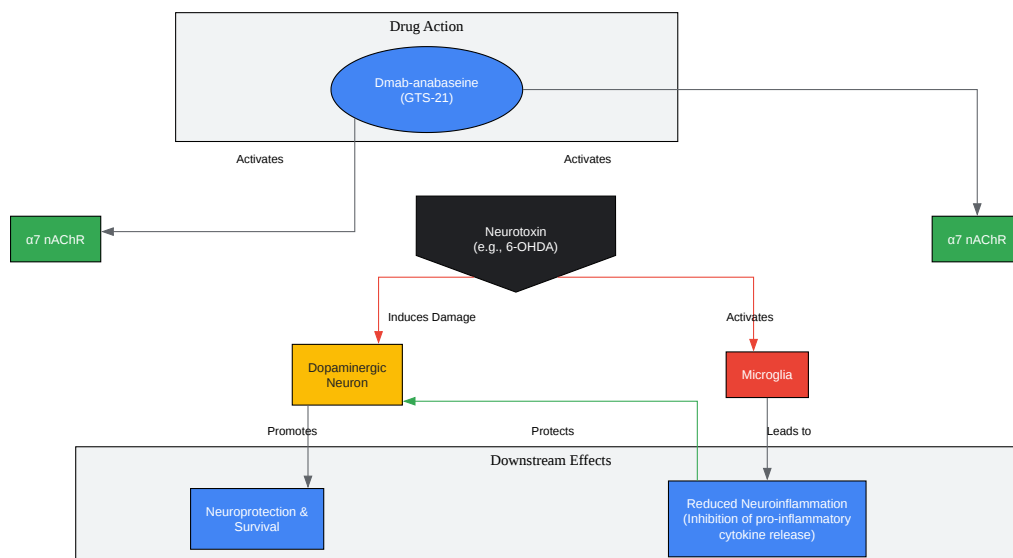 Drug Action
Dmab-anabaseine
(GTS-21)
Activates
Activates
α7 nAChR
Neurotoxin
(e.g., 6-OHDA)
α7 nAChR
Induces Damage
Activates
Dopaminergic
Neuron
Microglia
Promotes
Protects
Leads to
Downstream Effects
Neuroprotection &
Survival
Reduced Neuroinflammation
(Inhibition of pro-inflammatory
cytokine release)